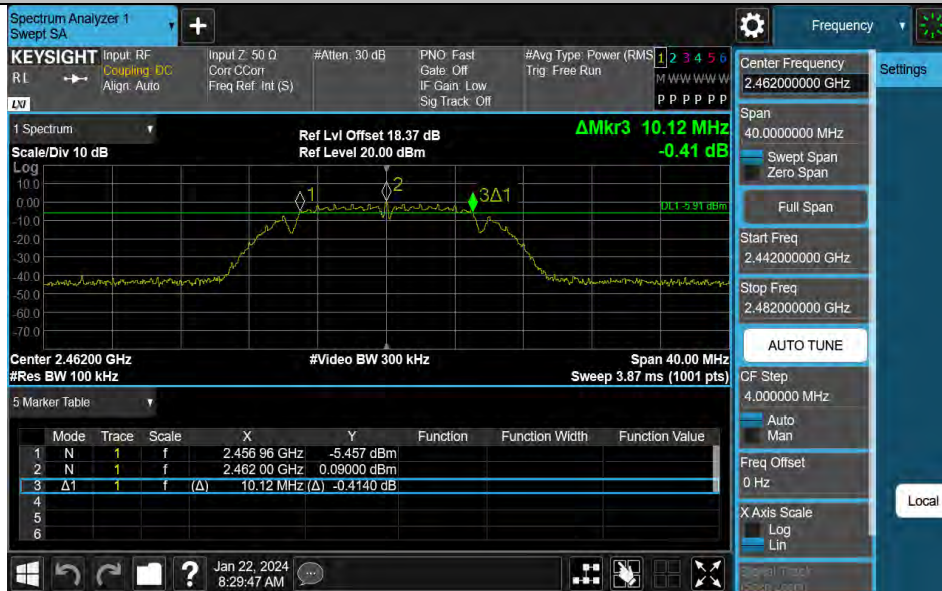 Spectrum Analyzer 1
Swept SA
+
Frequency
KEYSIGHT
RL
LXI
Input: RF
Coupling: DC
Align: Auto
Input Z: 50 Ω
Corr CCorr
Freq Ref: Int (S)
#Atten: 30 dB
PNO: Fast
Gate: Off
IF Gain: Low
Sig Track: Off
#Avg Type: Power (RMS
Trig: Free Run
1 2 3 4 5 6
M W W W W W
P P P P P P
1 Spectrum
Scale/Div 10 dB
Ref Lvl Offset 18.37 dB
Ref Level 20.00 dBm
ΔMkr3 10.12 MHz
-0.41 dB
Log
10.0
0.00
-10.0
-20.0
-30.0
-40.0
-50.0
-60.0
-70.0
1
2
3Δ1
DL1 -5.91 dBm
Center 2.46200 GHz
#Video BW 300 kHz
Span 40.00 MHz
#Res BW 100 kHz
Sweep 3.87 ms (1001 pts)
5 Marker Table
Mode Trace Scale X Y Function Function Width Function Value
1 N 1 f 2.456 96 GHz -5.457 dBm
2 N 1 f 2.462 00 GHz 0.09000 dBm
3 Δ1 1 f (Δ) 10.12 MHz (Δ) -0.4140 dB
4
5
6
?
Jan 22, 2024
8:29:47 AM
Center Frequency
2.462000000 GHz
Span
40.0000000 MHz
Swept Span
Zero Span
Full Span
Start Freq
2.442000000 GHz
Stop Freq
2.482000000 GHz
AUTO TUNE
CF Step
4.000000 MHz
Auto
Man
Freq Offset
0 Hz
X Axis Scale
Log
Lin
Signal Track
Settings
Local